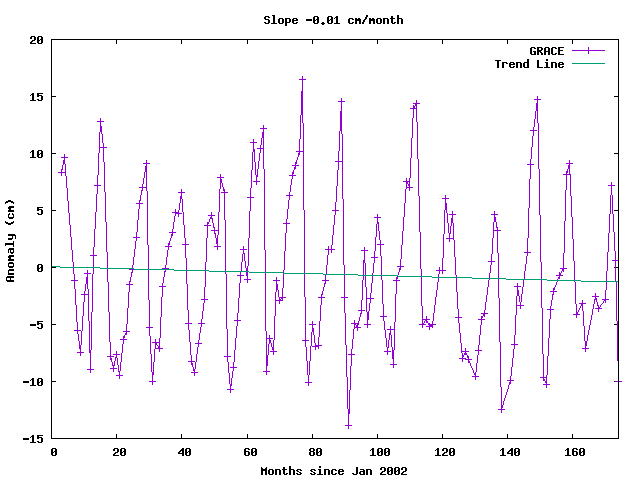 Slope -0.01 cm/month
20
15
10
5
0
-5
-10
-15
Anomaly (cm)
GRACE
Trend Line
0 20 40 60 80 100 120 140 160
Months since Jan 2002